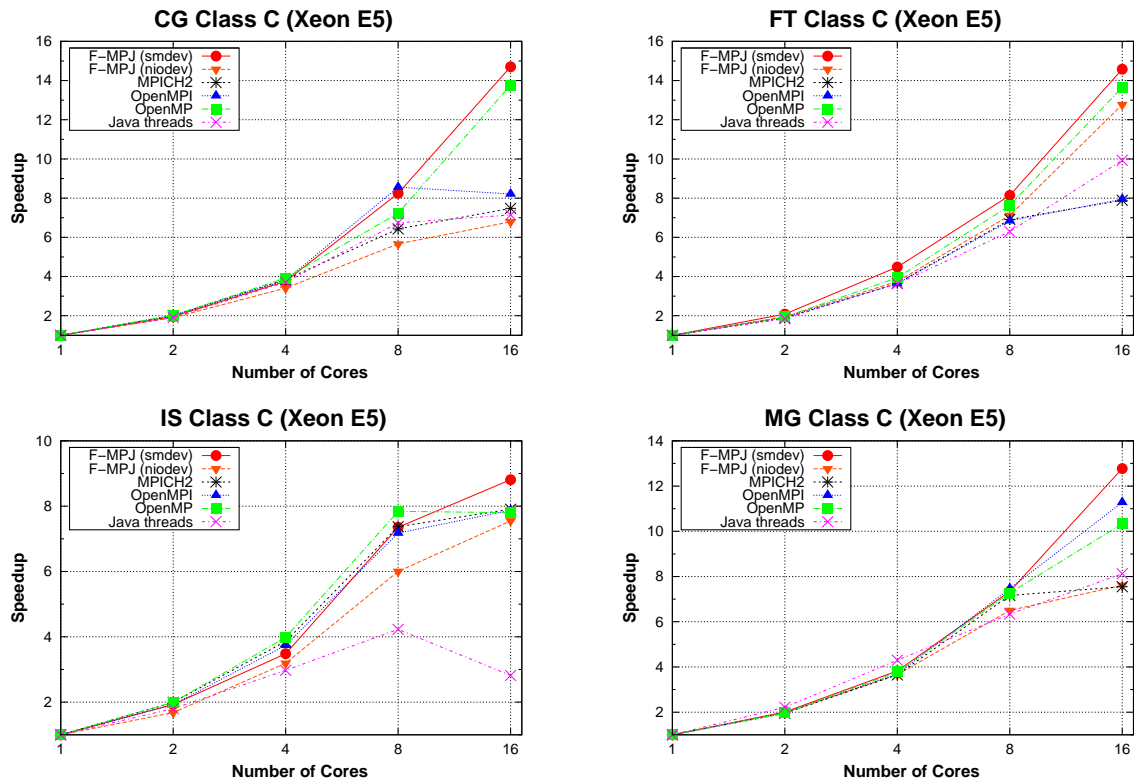 CG Class C (Xeon E5)
16
14
12
10
8
6
4
2
Speedup
F−MPJ (smdev)
F−MPJ (niodev)
MPICH2
OpenMPI
OpenMP
Java threads
1 2 4 8 16
Number of Cores
FT Class C (Xeon E5)
16
14
12
10
8
6
4
2
Speedup
F−MPJ (smdev)
F−MPJ (niodev)
MPICH2
OpenMPI
OpenMP
Java threads
1 2 4 8 16
Number of Cores
IS Class C (Xeon E5)
10
8
6
4
2
Speedup
F−MPJ (smdev)
F−MPJ (niodev)
MPICH2
OpenMPI
OpenMP
Java threads
1 2 4 8 16
Number of Cores
MG Class C (Xeon E5)
14
12
10
8
6
4
2
Speedup
F−MPJ (smdev)
F−MPJ (niodev)
MPICH2
OpenMPI
OpenMP
Java threads
1 2 4 8 16
Number of Cores